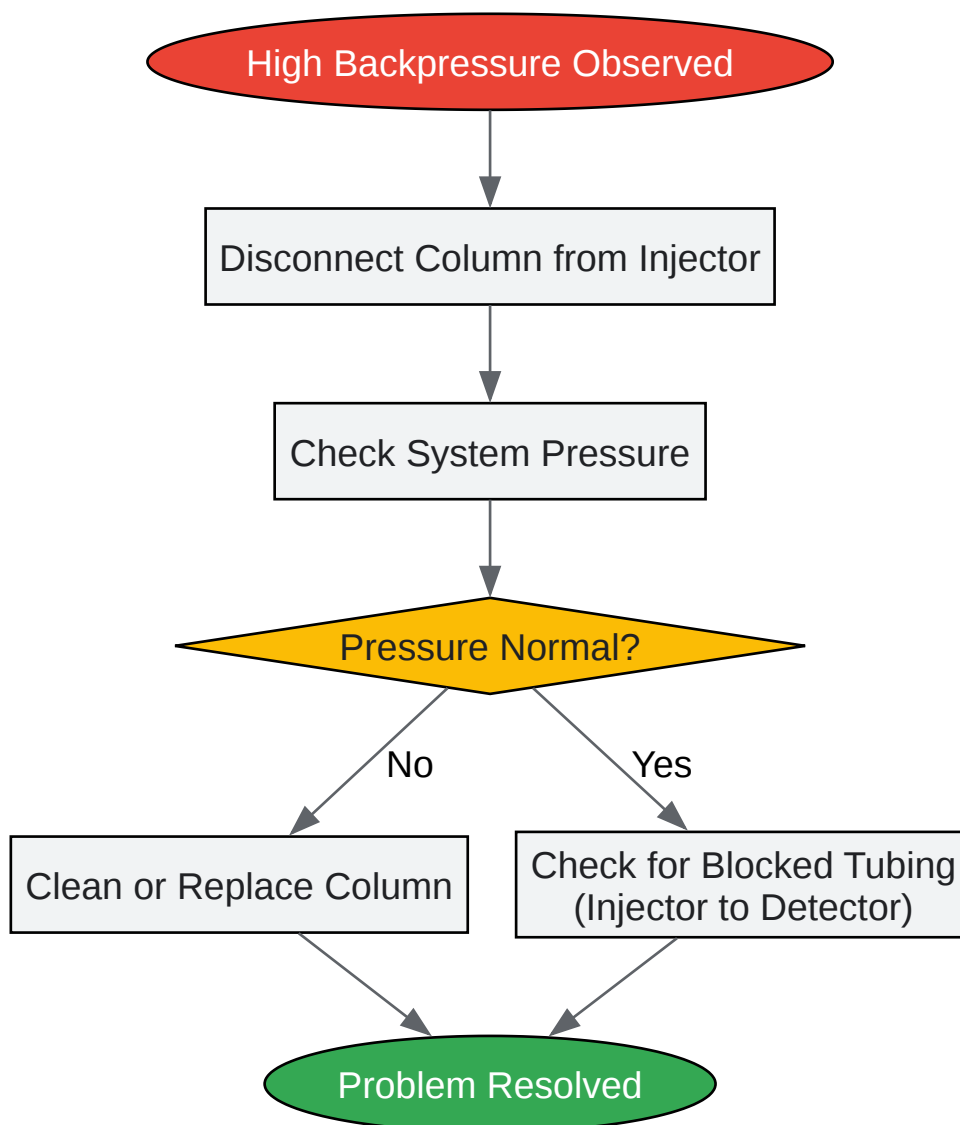 High Backpressure Observed
Disconnect Column from Injector
Check System Pressure
Pressure Normal?
No
Yes
Clean or Replace Column
Check for Blocked Tubing
(Injector to Detector)
Problem Resolved